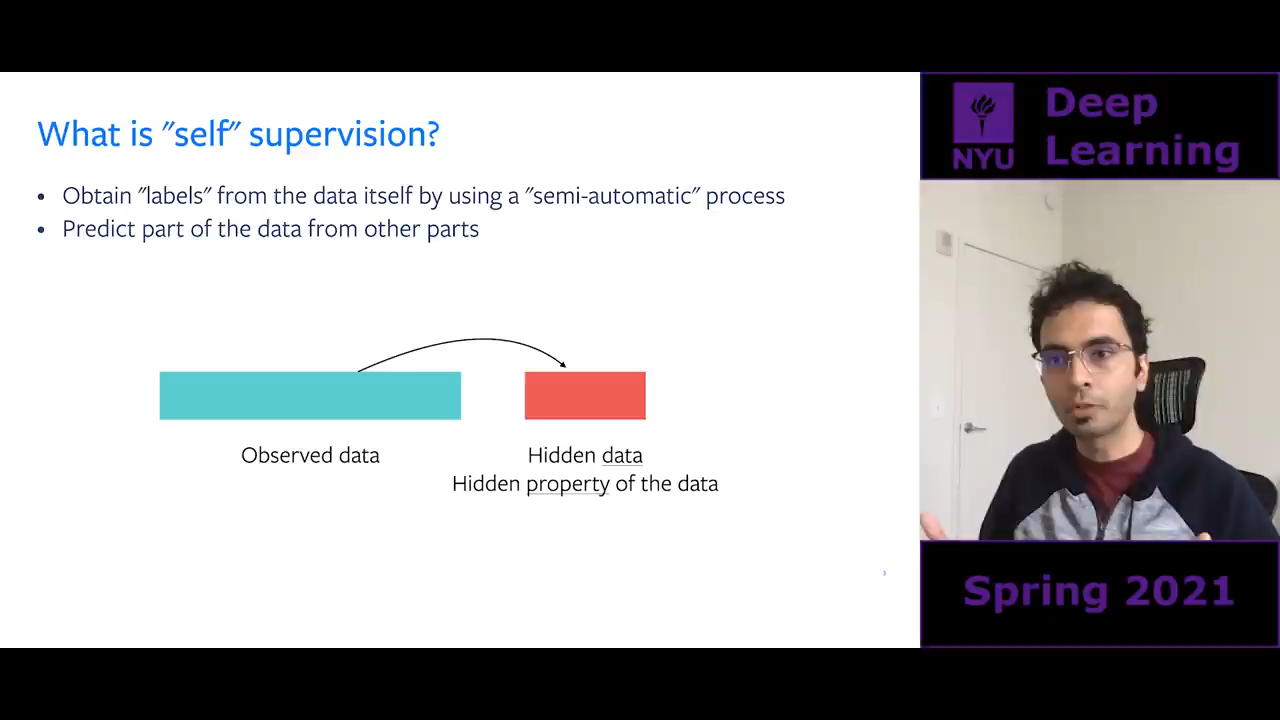 What is "self" supervision?
• Obtain "labels" from the data itself by using a "semi-automatic" process
• Predict part of the data from other parts
Observed data
Hidden data
Hidden property of the data
3
NYU
Deep
Learning
Spring 2021